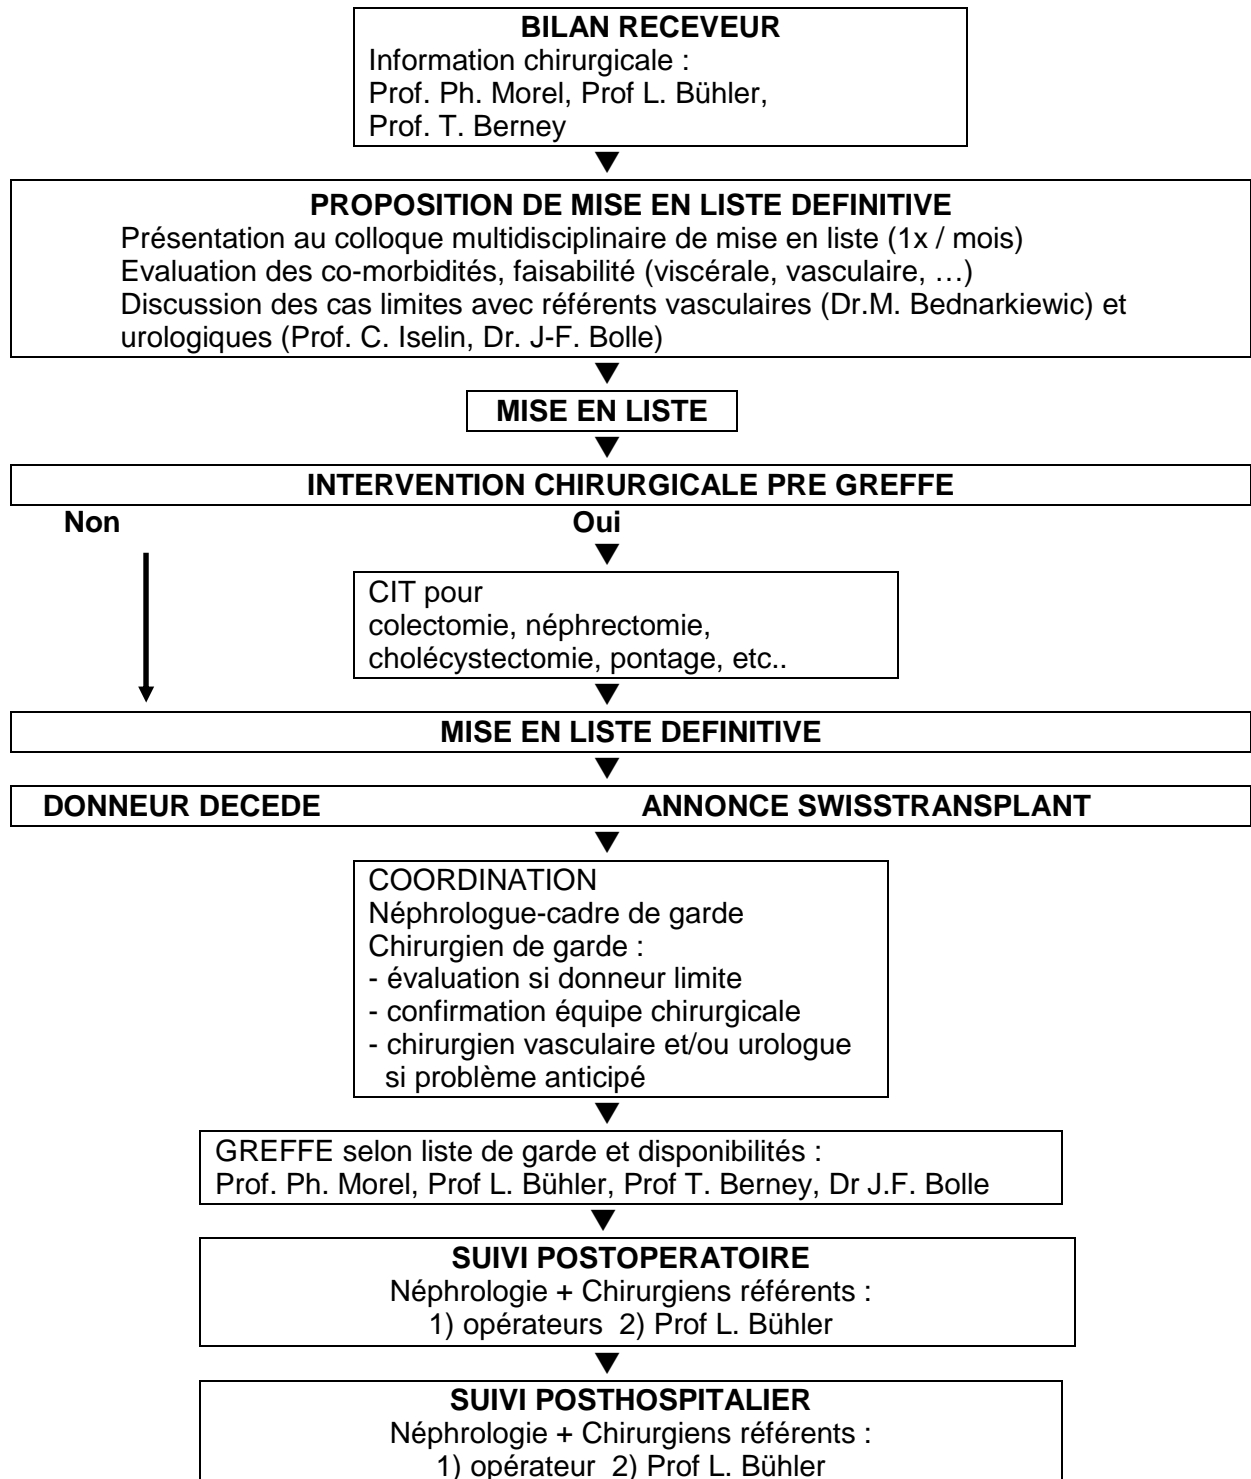 BILAN RECEVEUR
Information chirurgicale :
Prof. Ph. Morel, Prof L. Bühler,
Prof. T. Berney
PROPOSITION DE MISE EN LISTE DEFINITIVE
Présentation au colloque multidisciplinaire de mise en liste (1x / mois)
Evaluation des co-morbidités, faisabilité (viscérale, vasculaire, …)
Discussion des cas limites avec référents vasculaires (Dr.M. Bednarkiewic) et
urologiques (Prof. C. Iselin, Dr. J-F. Bolle)
MISE EN LISTE
INTERVENTION CHIRURGICALE PRE GREFFE
Non Oui
CIT pour
colectomie, néphrectomie,
cholécystectomie, pontage, etc..
MISE EN LISTE DEFINITIVE
DONNEUR DECEDE ANNONCE SWISSTRANSPLANT
COORDINATION
Néphrologue-cadre de garde
Chirurgien de garde :
- évaluation si donneur limite
- confirmation équipe chirurgicale
- chirurgien vasculaire et/ou urologue
si problème anticipé
GREFFE selon liste de garde et disponibilités :
Prof. Ph. Morel, Prof L. Bühler, Prof T. Berney, Dr J.F. Bolle
SUIVI POSTOPERATOIRE
Néphrologie + Chirurgiens référents :
1) opérateurs 2) Prof L. Bühler
SUIVI POSTHOSPITALIER
Néphrologie + Chirurgiens référents :
1) opérateur 2) Prof L. Bühler